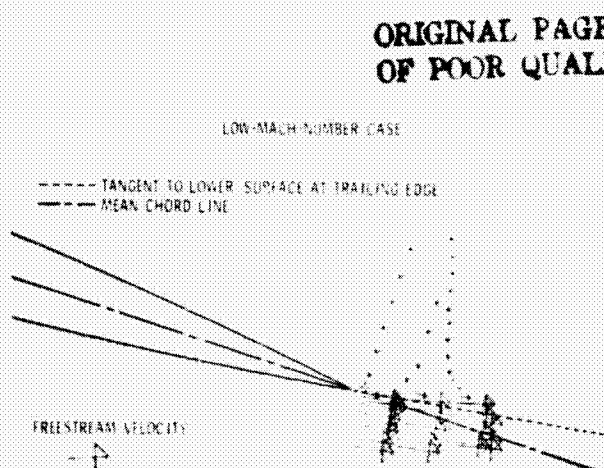 ORIGINAL PAGE
OF POOR QUAL
LOW-MACH-NUMBER CASE
TANGENT TO LOWER SURFACE AT TRAILING EDGE
MEAN CHORD LINE
FREESTREAM VELOCITY